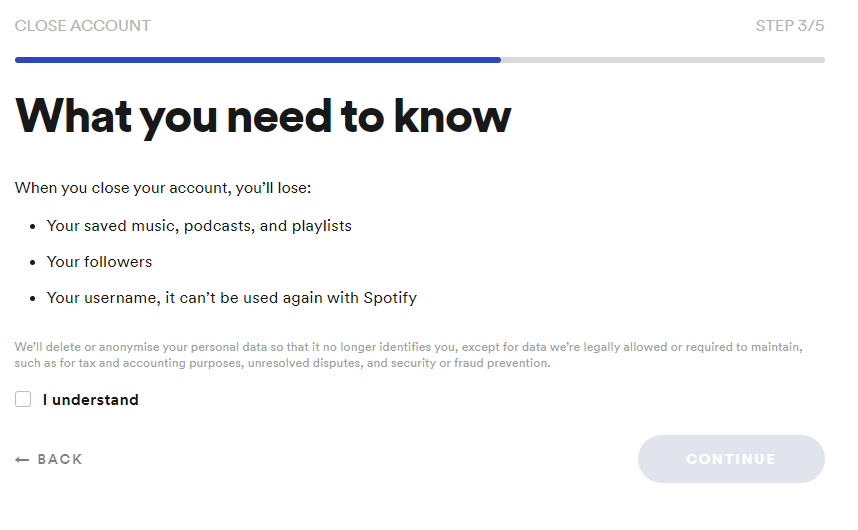 CLOSE ACCOUNT
STEP 3/5
What you need to know
When you close your account, you’ll lose:
• Your saved music, podcasts, and playlists
• Your followers
• Your username, it can’t be used again with Spotify
We’ll delete or anonymise your personal data so that it no longer identifies you, except for data we’re legally allowed or required to maintain,
such as for tax and accounting purposes, unresolved disputes, and security or fraud prevention.
I understand
← BACK
CONTINUE